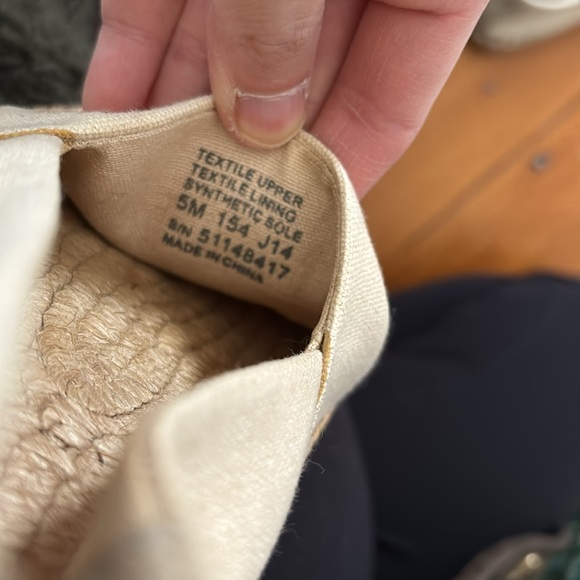 TEXTILE UPPER
TEXTILE LINING
SYNTHETIC SOLE
5M 154 J14
S/N 51148417
MADE IN CHINA